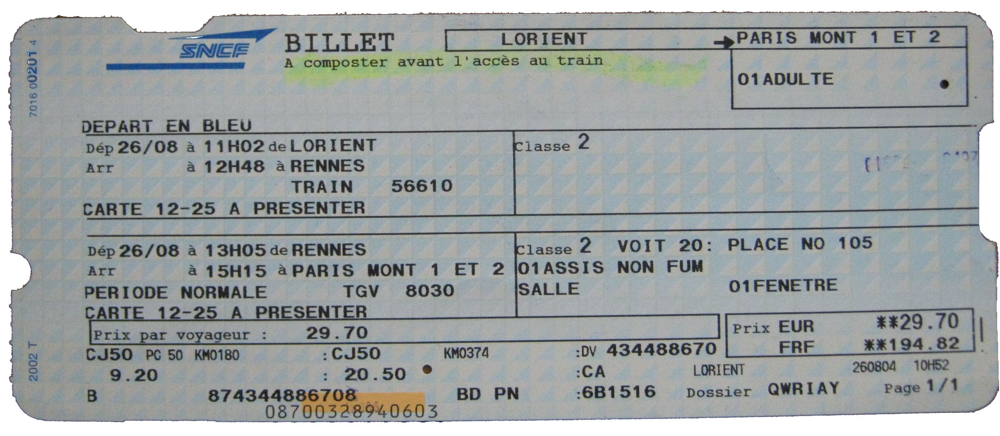 SNCF BILLET LORIENT PARIS MONT 1 ET 2
A composter avant l'accès au train
01ADULTE
7016 00201 4
DEPART EN BLEU
Dép 26/08 à 11H02 de LORIENT Classe 2
Arr à 12H48 à RENNES
TRAIN 56610
CARTE 12-25 A PRESENTER
Dép 26/08 à 13H05 de RENNES Classe 2 VOIT 20: PLACE NO 105
Arr à 15H15 à PARIS MONT 1 ET 2 01ASSIS NON FUM
PERIODE NORMALE TGV 8030 SALLE 01FENETRE
CARTE 12-25 A PRESENTER
Prix par voyageur : 29.70 Prix EUR **29.70
FRF **194.82
CJ50 PC 50 KM0180 :CJ50 KM0374 :DV 434488670
9.20 : 20.50 :CA LORIENT 260804 10H52
B 874344886708 BD PN :6B1516 Dossier QWRIAY Page 1/1
08700328940603
2002 T